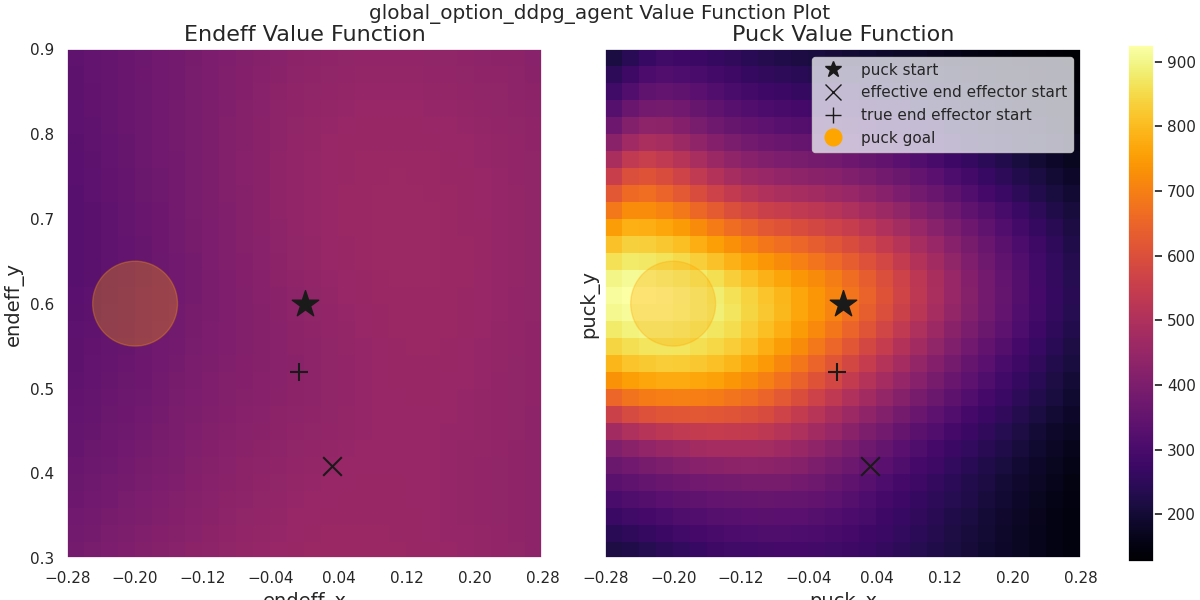 global_option_ddpg_agent Value Function Plot
Endeff Value Function
Puck Value Function
0.9
0.8
0.7
0.6
0.5
0.4
0.3
endeff_y
−0.28 −0.20 −0.12 −0.04 0.04 0.12 0.20 0.28
endeff_x
puck start
effective end effector start
true end effector start
puck goal
puck_y
−0.28 −0.20 −0.12 −0.04 0.04 0.12 0.20 0.28
puck_x
900
800
700
600
500
400
300
200